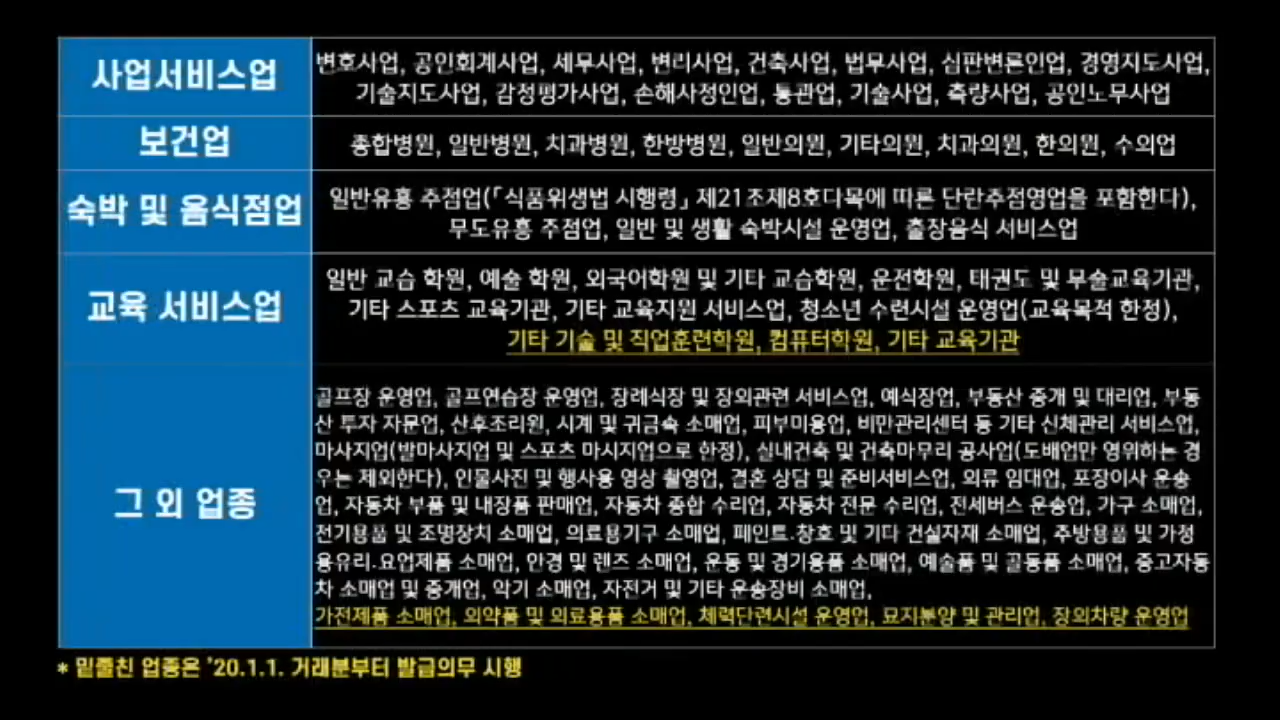 사업서비스업
변호사업, 공인회계사업, 세무사업, 변리사업, 건축사업, 법무사업, 심판변론인업, 경영지도사업,
기술지도사업, 감정평가사업, 손해사정인업, 통관업, 기술사업, 측량사업, 공인노무사업
보건업
종합병원, 일반병원, 치과병원, 한방병원, 일반의원, 기타의원, 치과의원, 한의원, 수의업
숙박 및 음식점업
일반유흥 주점업(「식품위생법 시행령」 제21조제8호다목에 따른 단란주점영업을 포함한다),
무도유흥 주점업, 일반 및 생활 숙박시설 운영업, 출장음식 서비스업
교육 서비스업
일반 교습 학원, 예술 학원, 외국어학원 및 기타 교습학원, 운전학원, 태권도 및 무술교육기관,
기타 스포츠 교육기관, 기타 교육지원 서비스업, 청소년 수련시설 운영업(교육목적 한정),
기타 기술 및 직업훈련학원, 컴퓨터학원, 기타 교육기관
그 외 업종
골프장 운영업, 골프연습장 운영업, 장례식장 및 장의관련 서비스업, 예식장업, 부동산 중개 및 대리업, 부동
산 투자 자문업, 산후조리원, 시계 및 귀금속 소매업, 피부미용업, 비만관리센터 등 기타 신체관리 서비스업,
마사지업(발마사지업 및 스포츠 마시지업으로 한정), 실내건축 및 건축마무리 공사업(도배업만 영위하는 경
우는 제외한다), 인물사진 및 행사용 영상 촬영업, 결혼 상담 및 준비서비스업, 의류 임대업, 포장이사 운송
업, 자동차 부품 및 내장품 판매업, 자동차 종합 수리업, 자동차 전문 수리업, 전세버스 운송업, 가구 소매업,
전기용품 및 조명장치 소매업, 의료용기구 소매업, 페인트.창호 및 기타 건설자재 소매업, 주방용품 및 가정
용유리.요업제품 소매업, 안경 및 렌즈 소매업, 운동 및 경기용품 소매업, 예술품 및 골동품 소매업, 중고자동
차 소매업 및 중개업, 악기 소매업, 자전거 및 기타 운송장비 소매업,
가전제품 소매업, 의약품 및 의료용품 소매업, 체력단련시설 운영업, 묘지분양 및 관리업, 장의차량 운영업
* 밑줄친 업종은 '20.1.1. 거래분부터 발급의무 시행